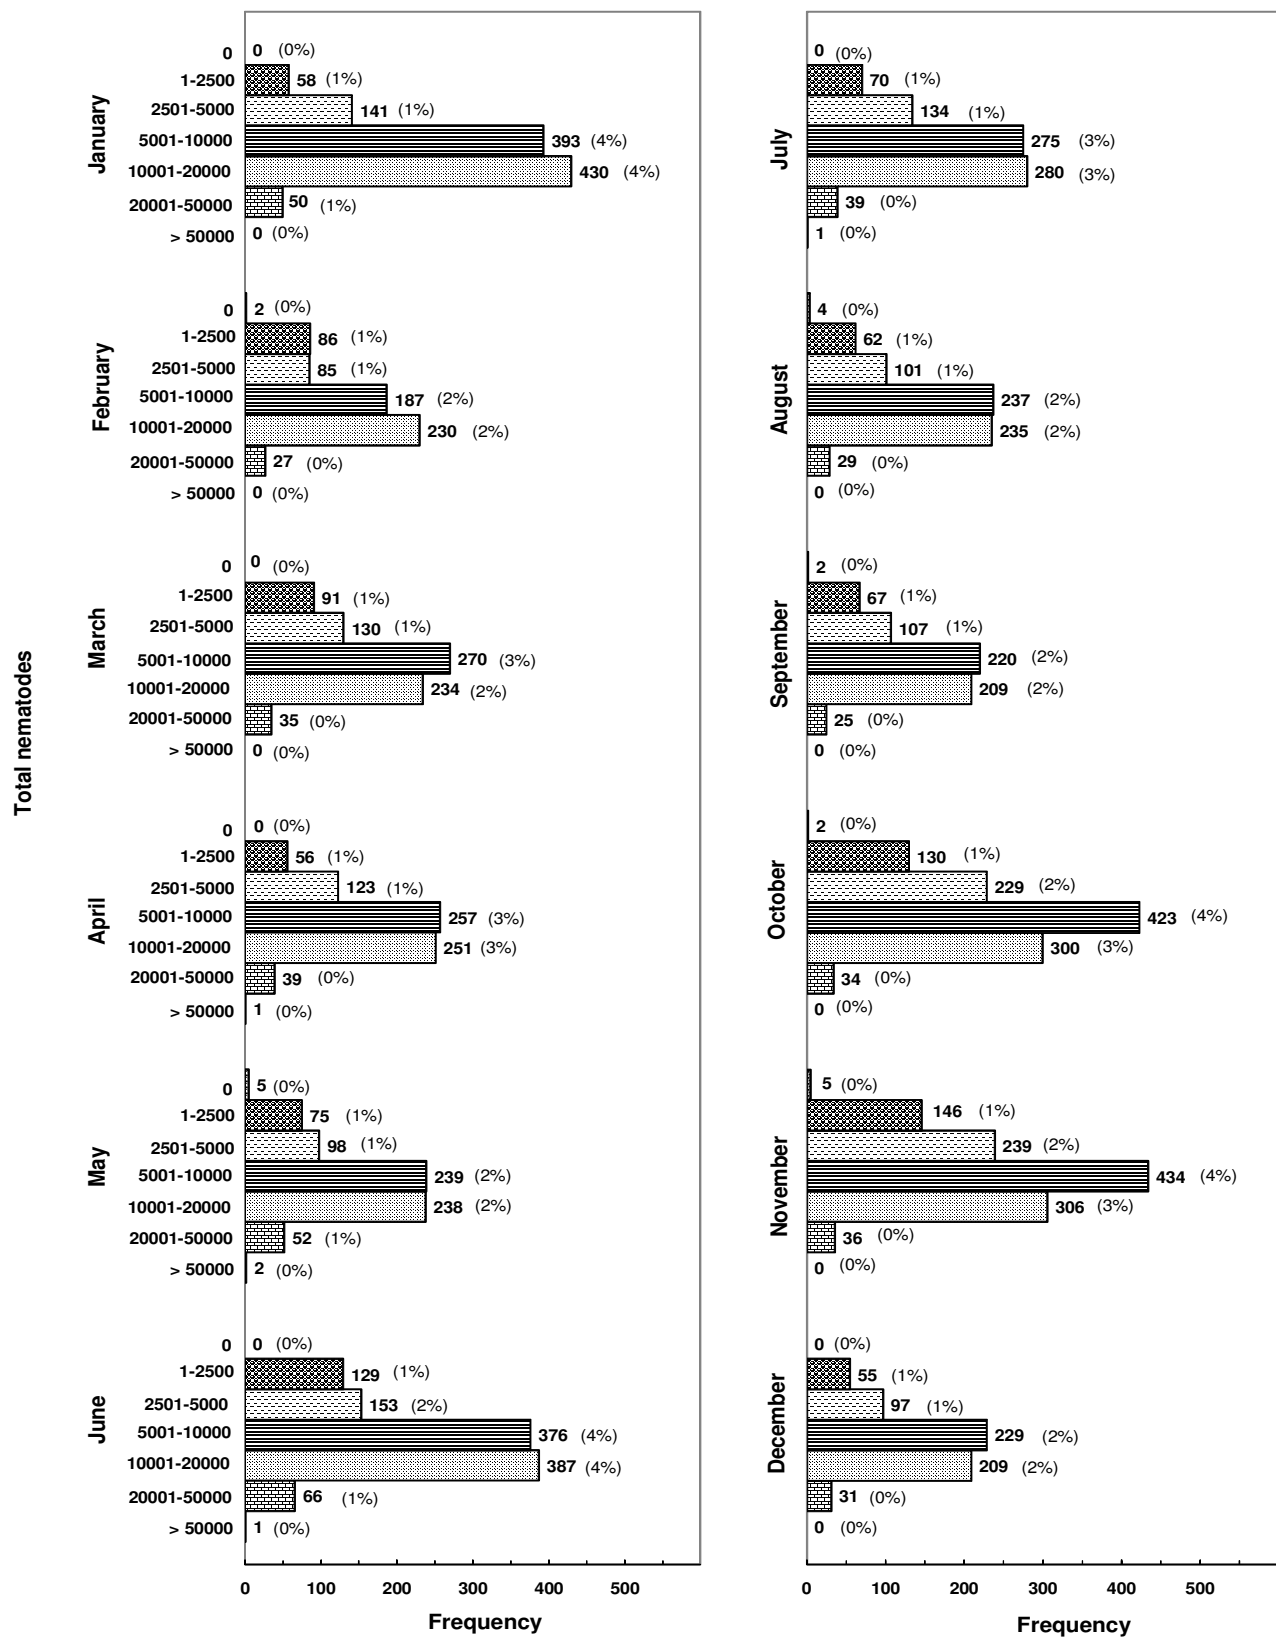 Total nematodes
January
0 0 (0%)
1-2500 58 (1%)
2501-5000 141 (1%)
5001-10000 393 (4%)
10001-20000 430 (4%)
20001-50000 50 (1%)
> 50000 0 (0%)
February
0 2 (0%)
1-2500 86 (1%)
2501-5000 85 (1%)
5001-10000 187 (2%)
10001-20000 230 (2%)
20001-50000 27 (0%)
> 50000 0 (0%)
March
0 0 (0%)
1-2500 91 (1%)
2501-5000 130 (1%)
5001-10000 270 (3%)
10001-20000 234 (2%)
20001-50000 35 (0%)
> 50000 0 (0%)
April
0 0 (0%)
1-2500 56 (1%)
2501-5000 123 (1%)
5001-10000 257 (3%)
10001-20000 251 (3%)
20001-50000 39 (0%)
> 50000 1 (0%)
May
0 5 (0%)
1-2500 75 (1%)
2501-5000 98 (1%)
5001-10000 239 (2%)
10001-20000 238 (2%)
20001-50000 52 (1%)
> 50000 2 (0%)
June
0 0 (0%)
1-2500 129 (1%)
2501-5000 153 (2%)
5001-10000 376 (4%)
10001-20000 387 (4%)
20001-50000 66 (1%)
> 50000 1 (0%)
0 100 200 300 400 500
Frequency
July
0 (0%)
70 (1%)
134 (1%)
275 (3%)
280 (3%)
39 (0%)
1 (0%)
August
4 (0%)
62 (1%)
101 (1%)
237 (2%)
235 (2%)
29 (0%)
0 (0%)
September
2 (0%)
67 (1%)
107 (1%)
220 (2%)
209 (2%)
25 (0%)
0 (0%)
October
2 (0%)
130 (1%)
229 (2%)
423 (4%)
300 (3%)
34 (0%)
0 (0%)
November
5 (0%)
146 (1%)
239 (2%)
434 (4%)
306 (3%)
36 (0%)
0 (0%)
December
0 (0%)
55 (1%)
97 (1%)
229 (2%)
209 (2%)
31 (0%)
0 (0%)
0 100 200 300 400 500
Frequency